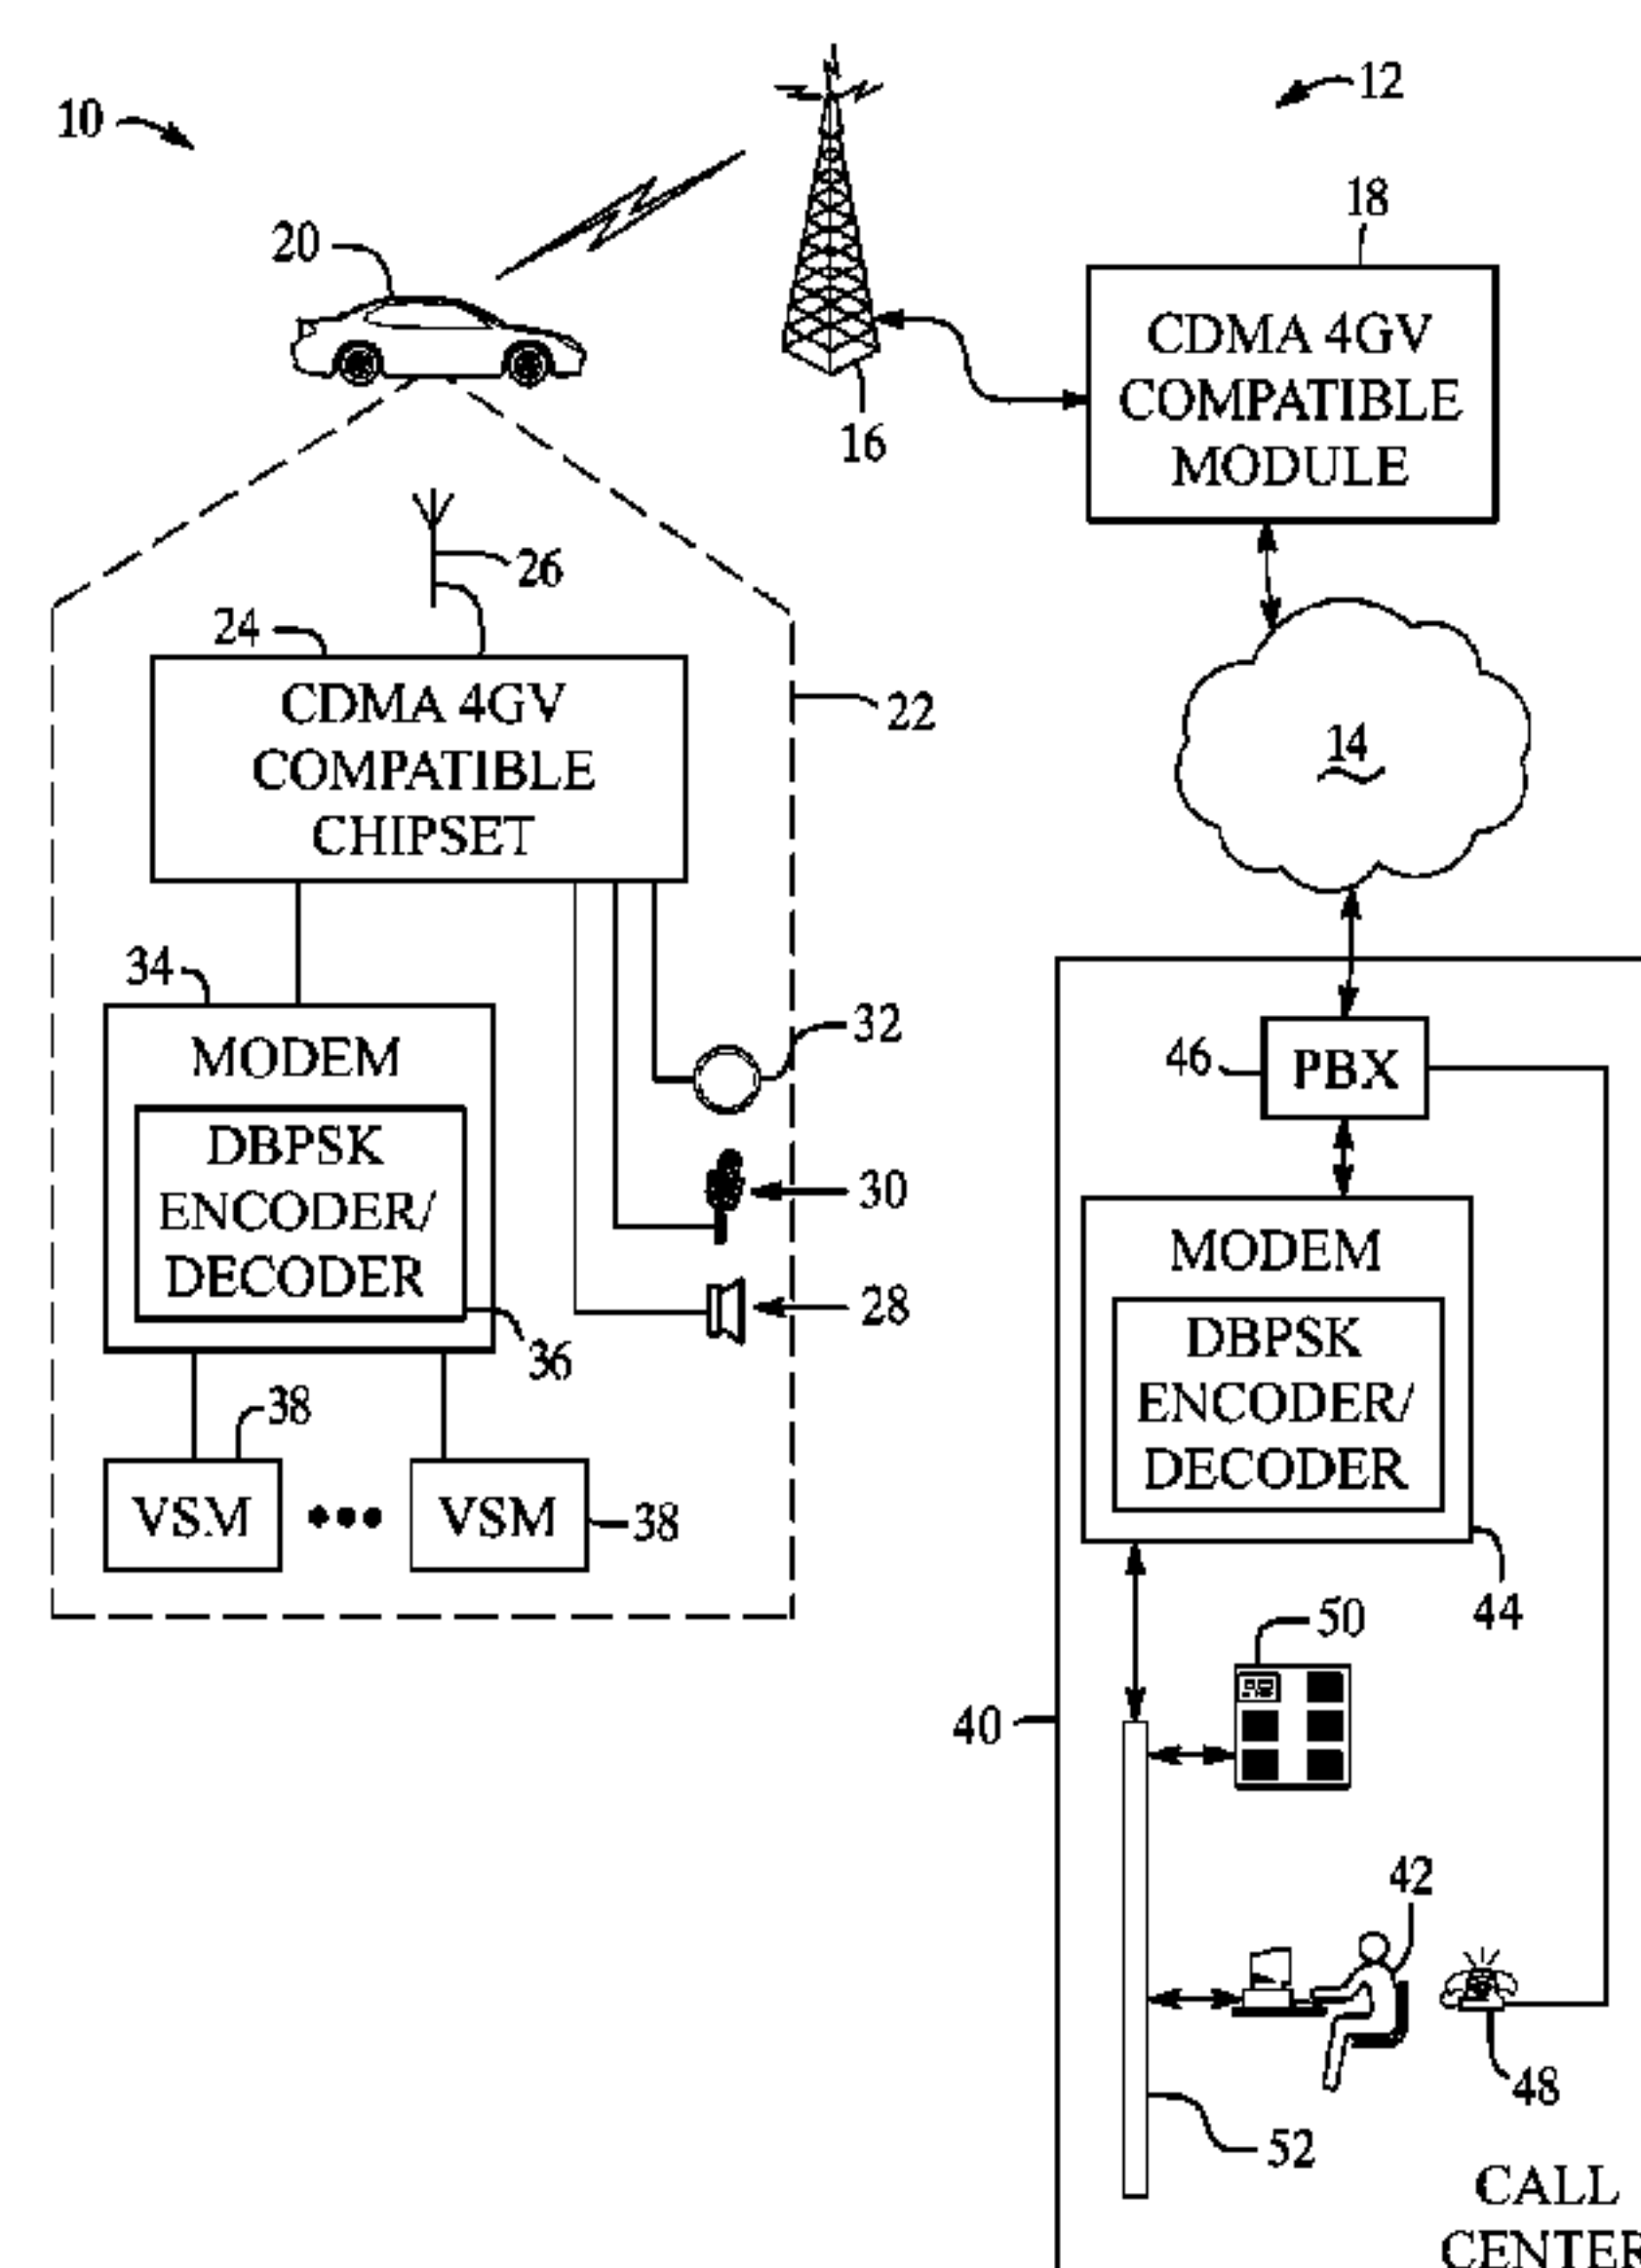 10
12
20
18
CDMA 4GV
COMPATIBLE
MODULE
16
26
24
CDMA 4GV
COMPATIBLE
CHIPSET
22
14
34
MODEM
DBPSK
ENCODER/
DECODER
36
32
30
28
38
VSM
VSM
38
46
PBX
MODEM
DBPSK
ENCODER/
DECODER
44
50
40
42
48
52
CALL
CENTER